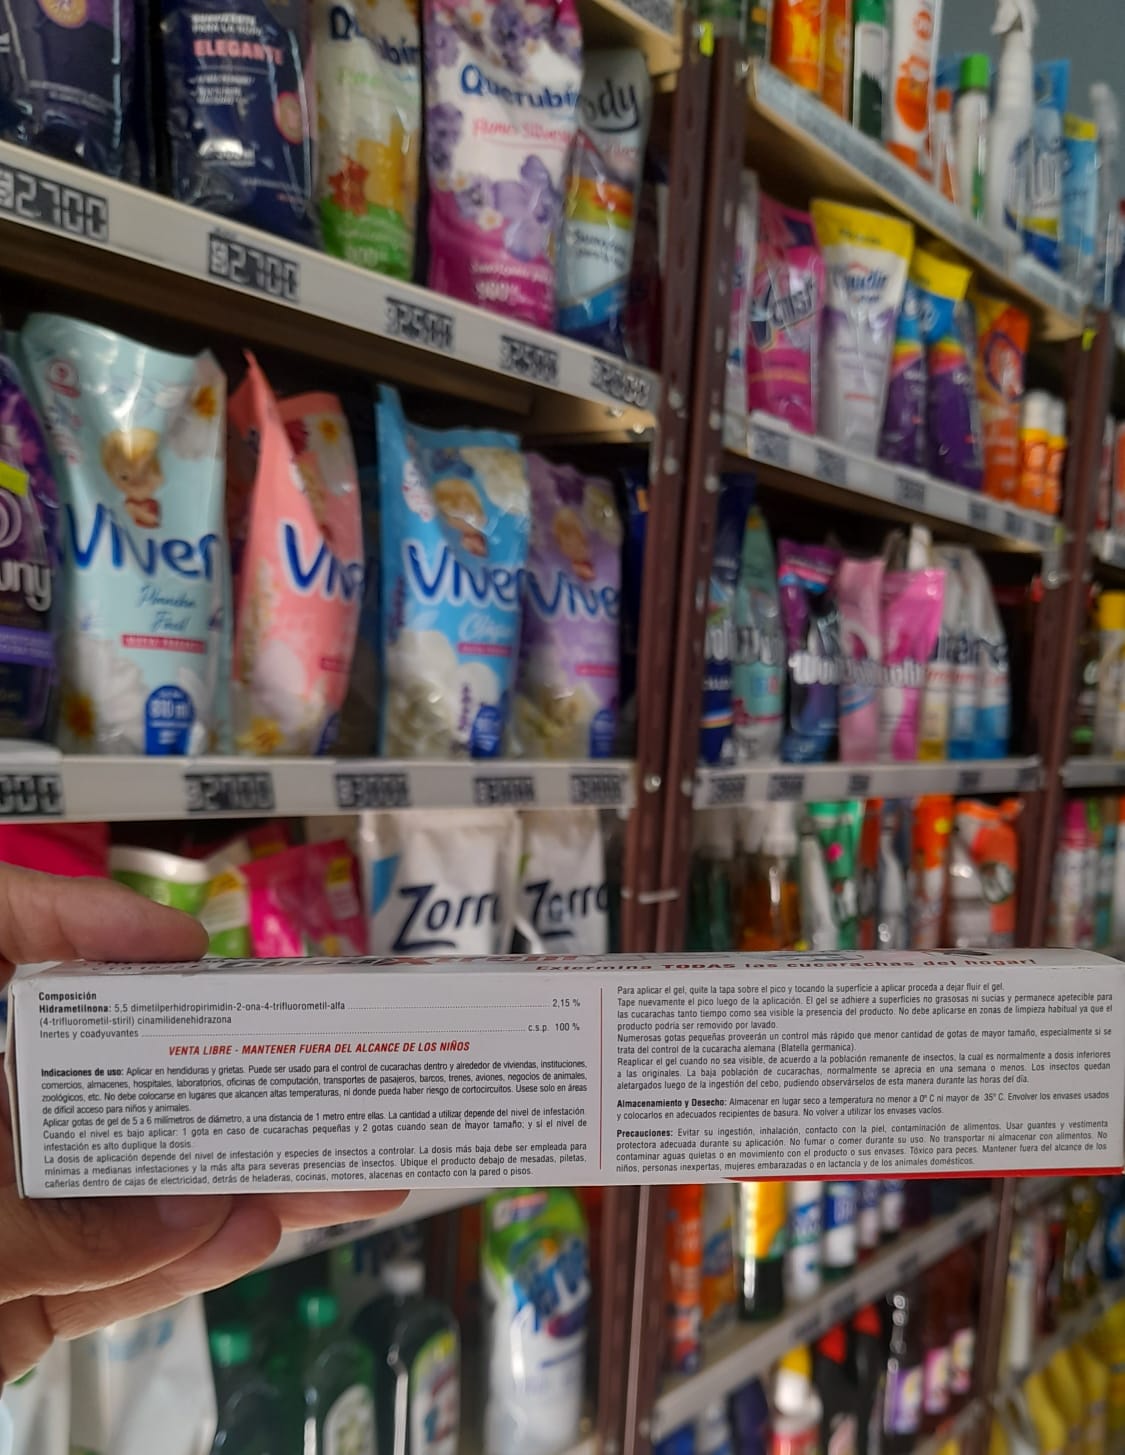 ELEGANTE
Querubín
$2700
$2700
Vivere
Plancha
Fácil
Vivere
Vivere
Zorro
Zorro
Extermina TODAS las cucarachas del hogar!
Composición
Hidrametilnona: 5,5 dimetilperhidropirimidin-2-ona-4-trifluorometil-alfa ........ 2,15 %
(4-trifluorometil-stiril) cinamilidenehidrazona
Inertes y coadyuvantes ........ c.s.p. 100 %
VENTA LIBRE - MANTENER FUERA DEL ALCANCE DE LOS NIÑOS
Indicaciones de uso: Aplicar en hendiduras y grietas. Puede ser usado para el control de cucarachas dentro y alrededor de viviendas, instituciones,
comercios, almacenes, hospitales, laboratorios, oficinas de computación, transportes de pasajeros, barcos, trenes, aviones, negocios de animales,
zoológicos, etc. No debe colocarse en lugares que alcancen altas temperaturas, ni donde pueda haber riesgo de cortocircuitos. Usese solo en áreas
de difícil acceso para niños y animales.
Aplicar gotas de gel de 5 a 6 milímetros de diámetro, a una distancia de 1 metro entre ellas. La cantidad a utilizar depende del nivel de infestación.
Cuando el nivel es bajo aplicar: 1 gota en caso de cucarachas pequeñas y 2 gotas cuando sean de mayor tamaño; y si el nivel de
infestación es alto duplique la dosis.
La dosis de aplicación depende del nivel de infestación y especies de insectos a controlar. La dosis más baja debe ser empleada para
mínimas a medianas infestaciones y la más alta para severas presencias de insectos. Ubique el producto debajo de mesadas, piletas,
cañerías dentro de cajas de electricidad, detrás de heladeras, cocinas, motores, alacenas en contacto con la pared o pisos.
Para aplicar el gel, quite la tapa sobre el pico y tocando la superficie a aplicar proceda a dejar fluir el gel.
Tape nuevamente el pico luego de la aplicación. El gel se adhiere a superficies no grasosas ni sucias y permanece apetecible para
las cucarachas tanto tiempo como sea visible la presencia del producto. No debe aplicarse en zonas de limpieza habitual ya que el
producto podría ser removido por lavado.
Numerosas gotas pequeñas proveerán un control más rápido que menor cantidad de gotas de mayor tamaño, especialmente si se
trata del control de la cucaracha alemana (Blatella germanica).
Reaplicar el gel cuando no sea visible, de acuerdo a la población remanente de insectos, la cual es normalmente a dosis inferiores
a las originales. La baja población de cucarachas, normalmente se aprecia en una semana o menos. Los insectos quedan
aletargados luego de la ingestión del cebo, pudiendo observárselos de esta manera durante las horas del día.
Almacenamiento y Desecho: Almacenar en lugar seco a temperatura no menor a 0º C ni mayor de 35º C. Envolver los envases usados
y colocarlos en adecuados recipientes de basura. No volver a utilizar los envases vacíos.
Precauciones: Evitar su ingestión, inhalación, contacto con la piel, contaminación de alimentos. Usar guantes y vestimenta
protectora adecuada durante su aplicación. No fumar o comer durante su uso. No transportar ni almacenar con alimentos. No
contaminar aguas quietas o en movimiento con el producto o sus envases. Tóxico para peces. Mantener fuera del alcance de los
niños, personas inexpertas, mujeres embarazadas o en lactancia y de los animales domésticos.